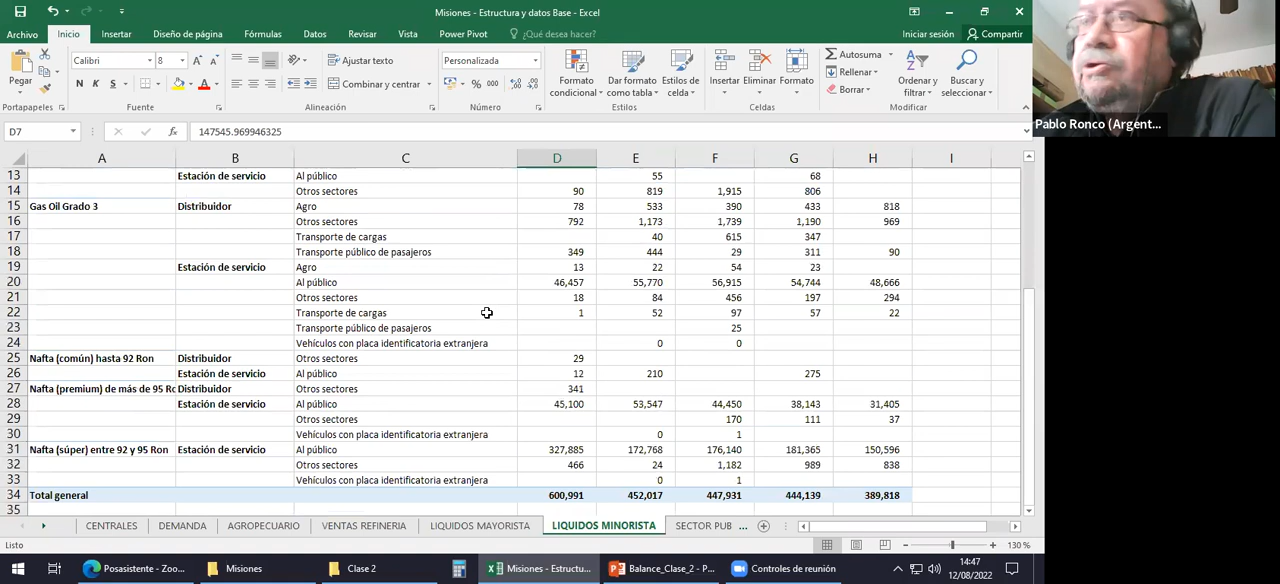 Misiones - Estructura y datos Base - Excel
Archivo Inicio Insertar Diseño de página Fórmulas Datos Revisar Vista Power Pivot ¿Qué desea hacer? Iniciar sesión Compartir
Pegar
Calibri 8
N K S
Ajustar texto
Combinar y centrar
Personalizada
% 000
Formato condicional
Dar formato como tabla
Estilos de celda
Insertar Eliminar Formato
Autosuma
Rellenar
Borrar
Ordenar y filtrar
Buscar y seleccionar
Portapapeles Fuente Alineación Número Estilos Celdas Modificar
Pablo Ronco (Argent...
D7 fx 147545.969946325
A B C D E F G H I
13 Estación de servicio Al público 55 68
14 Otros sectores 90 819 1,915 806
15 Gas Oil Grado 3 Distribuidor Agro 78 533 390 433 818
16 Otros sectores 792 1,173 1,739 1,190 969
17 Transporte de cargas 40 615 347
18 Transporte público de pasajeros 349 444 29 311 90
19 Estación de servicio Agro 13 22 54 23
20 Al público 46,457 55,770 56,915 54,744 48,666
21 Otros sectores 18 84 456 197 294
22 Transporte de cargas 1 52 97 57 22
23 Transporte público de pasajeros 25
24 Vehículos con placa identificatoria extranjera 0 0
25 Nafta (común) hasta 92 Ron Distribuidor Otros sectores 29
26 Estación de servicio Al público 12 210 275
27 Nafta (premium) de más de 95 Ro Distribuidor Otros sectores 341
28 Estación de servicio Al público 45,100 53,547 44,450 38,143 31,405
29 Otros sectores 170 111 37
30 Vehículos con placa identificatoria extranjera 0 1
31 Nafta (súper) entre 92 y 95 Ron Estación de servicio Al público 327,885 172,768 176,140 181,365 150,596
32 Otros sectores 466 24 1,182 989 838
33 Vehículos con placa identificatoria extranjera 0 1
34 Total general 600,991 452,017 447,931 444,139 389,818
35
CENTRALES DEMANDA AGROPECUARIO VENTAS REFINERIA LIQUIDOS MAYORISTA LIQUIDOS MINORISTA SECTOR PUB ...
Listo 130 %
Posasistente - Zoo... Misiones Clase 2 Misiones - Estructu... Balance_Clase_2 - P... Controles de reunión 14:47
12/08/2022